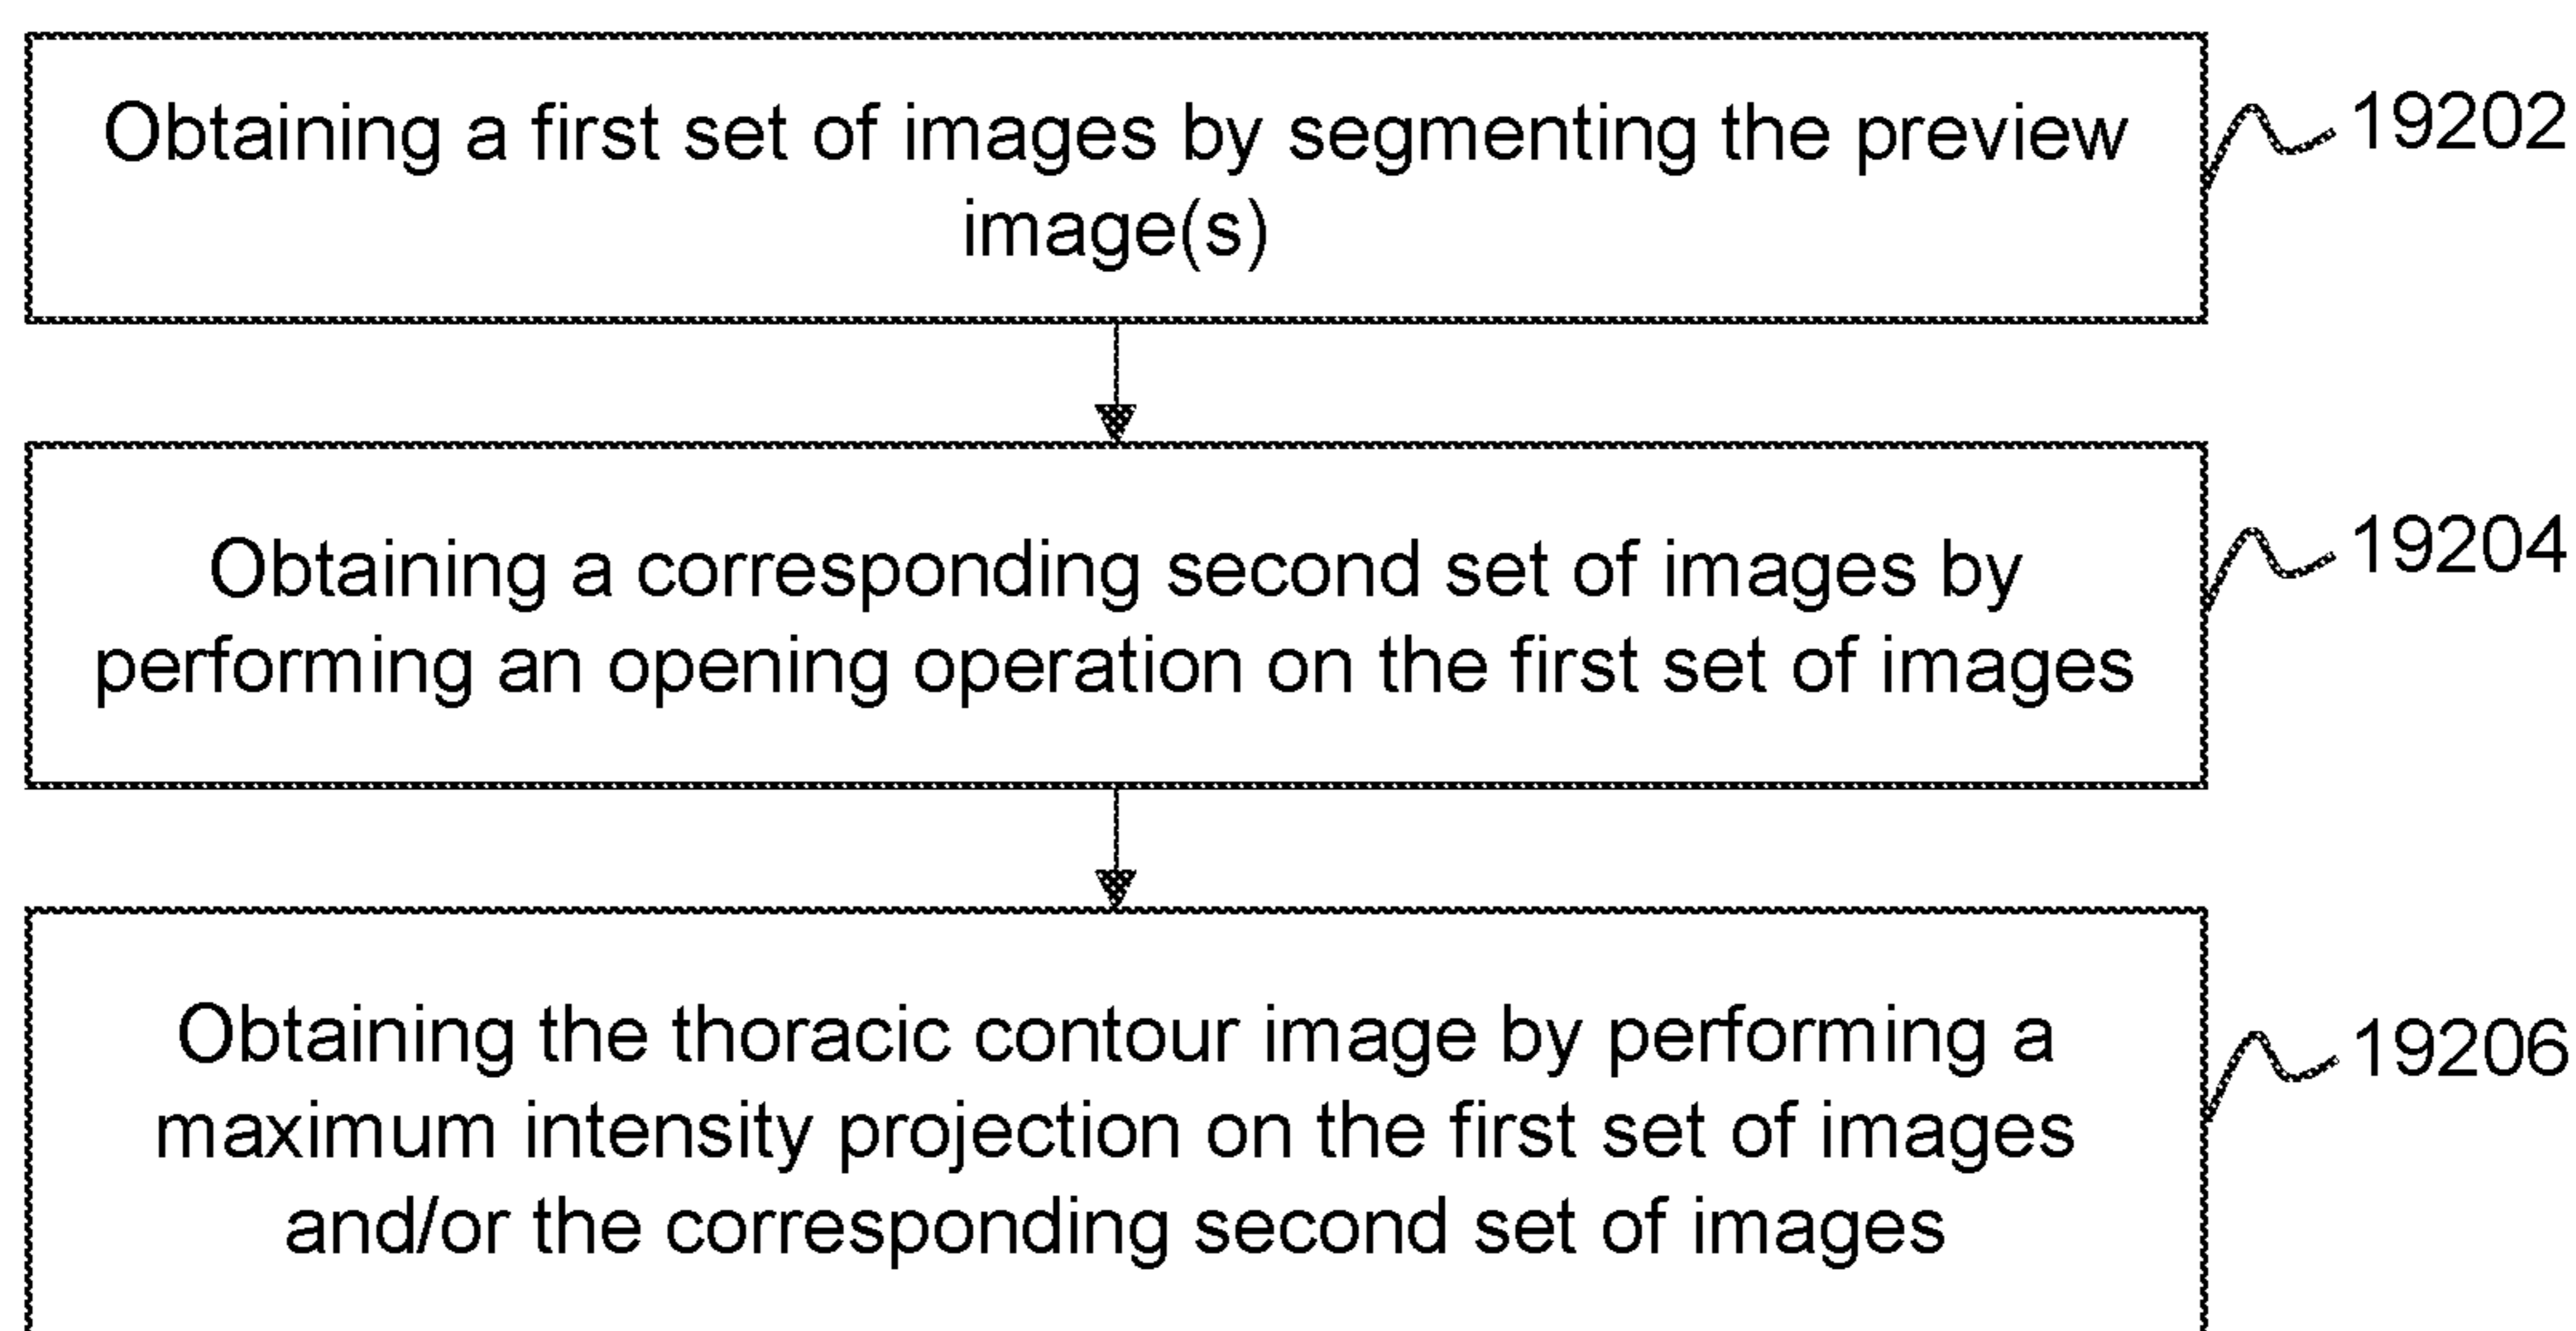 Obtaining a first set of images by segmenting the preview
image(s)
19202
Obtaining a corresponding second set of images by
performing an opening operation on the first set of images
19204
Obtaining the thoracic contour image by performing a
maximum intensity projection on the first set of images
and/or the corresponding second set of images
19206